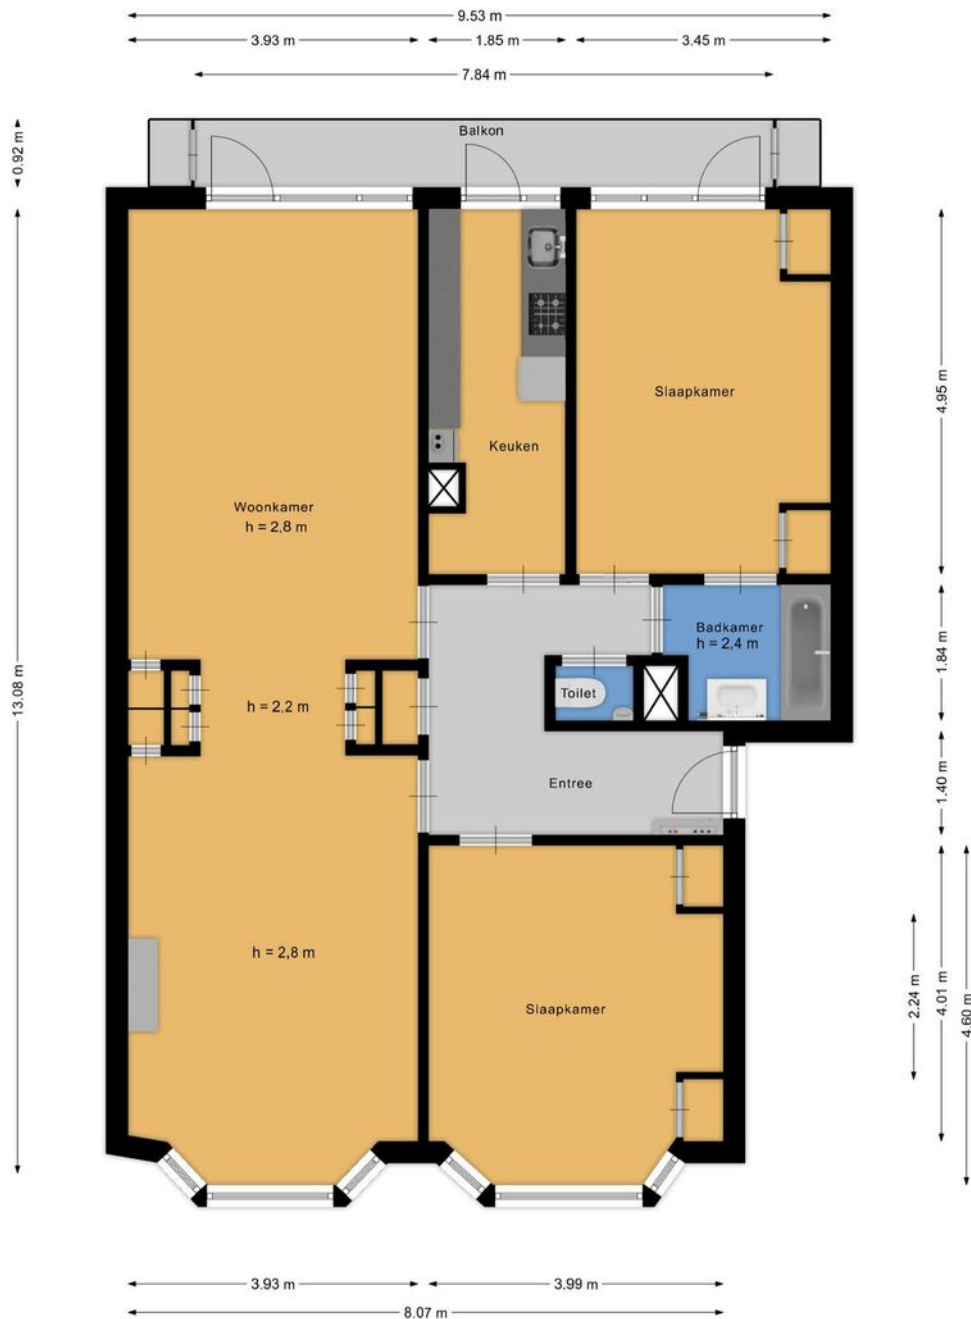 9.53 m
3.93 m
1.85 m
3.45 m
7.84 m
0.92 m
Balkon
4.95 m
Slaapkamer
Keuken
Woonkamer
h = 2,8 m
Badkamer
h = 2,4 m
1.84 m
13.08 m
Toilet
h = 2,2 m
Entree
1.40 m
h = 2,8 m
2.24 m
4.01 m
4.60 m
Slaapkamer
3.93 m
3.99 m
8.07 m